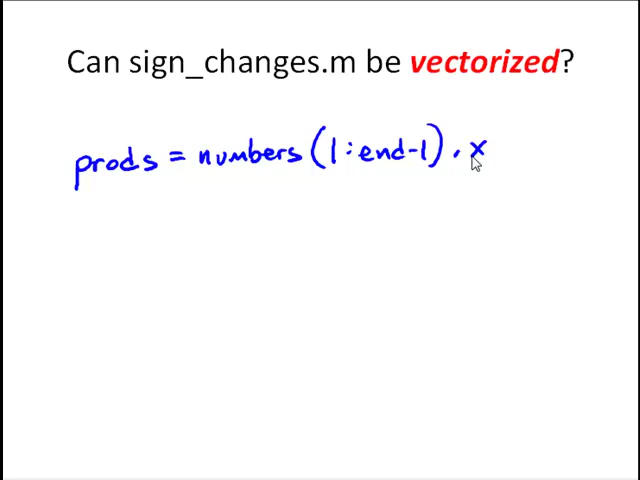 Can sign_changes.m be vectorized?
prods = numbers (1:end-1) .x